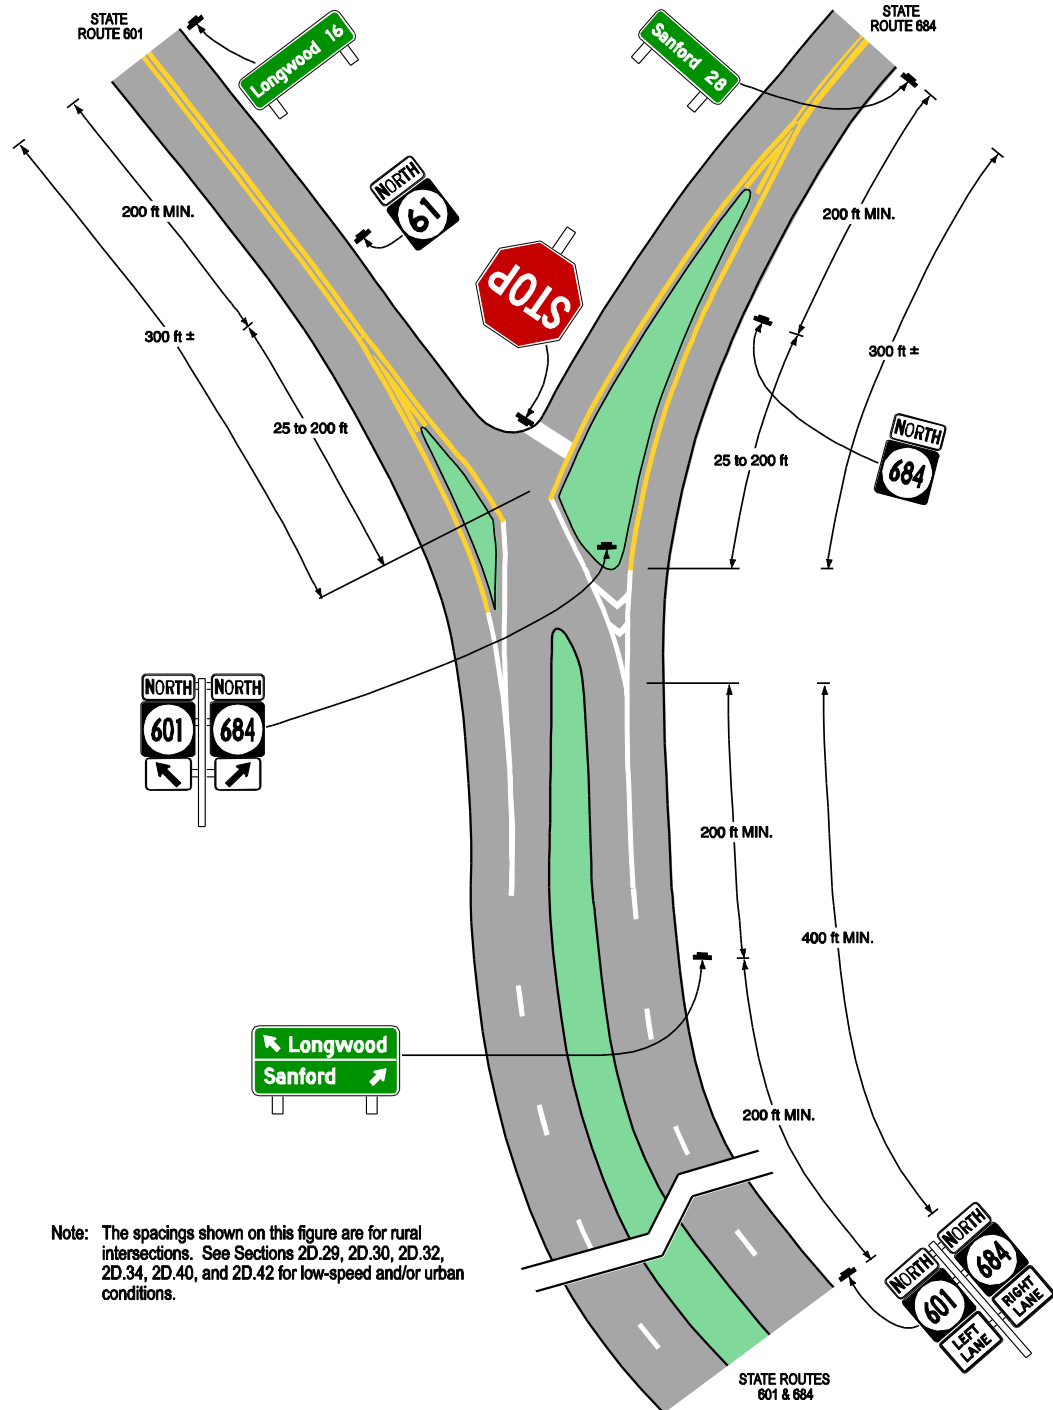 STATE
ROUTE 601
Longwood 16
STATE
ROUTE 684
Sanford 28
200 ft MIN.
NORTH
61
STOP
200 ft MIN.
300 ft ±
300 ft ±
25 to 200 ft
25 to 200 ft
NORTH
684
NORTH
601
NORTH
684
200 ft MIN.
400 ft MIN.
Longwood
Sanford
200 ft MIN.
Note: The spacings shown on this figure are for rural
intersections. See Sections 2D.29, 2D.30, 2D.32,
2D.34, 2D.40, and 2D.42 for low-speed and/or urban
conditions.
NORTH
601
LEFT
LANE
NORTH
684
RIGHT
LANE
STATE ROUTES
601 & 684